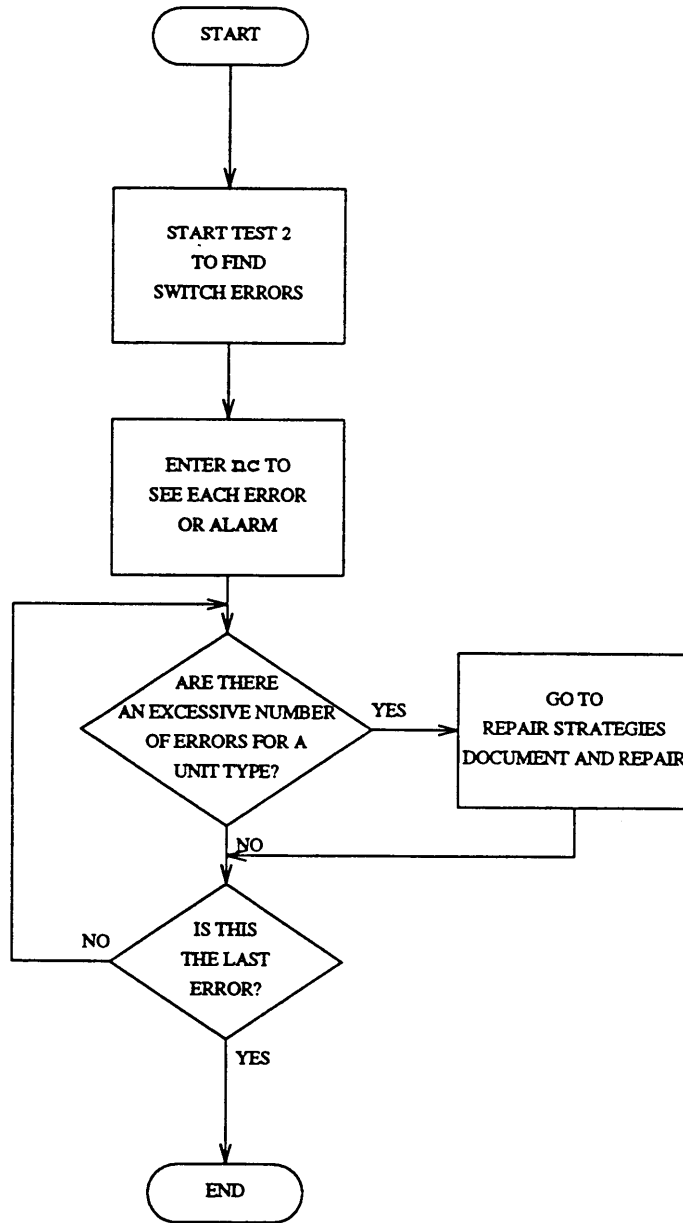 START
START TEST 2
TO FIND
SWITCH ERRORS
ENTER nc TO
SEE EACH ERROR
OR ALARM
ARE THERE
AN EXCESSIVE NUMBER
OF ERRORS FOR A
UNIT TYPE?
YES
GO TO
REPAIR STRATEGIES
DOCUMENT AND REPAIR
NO
IS THIS
THE LAST
ERROR?
NO
YES
END